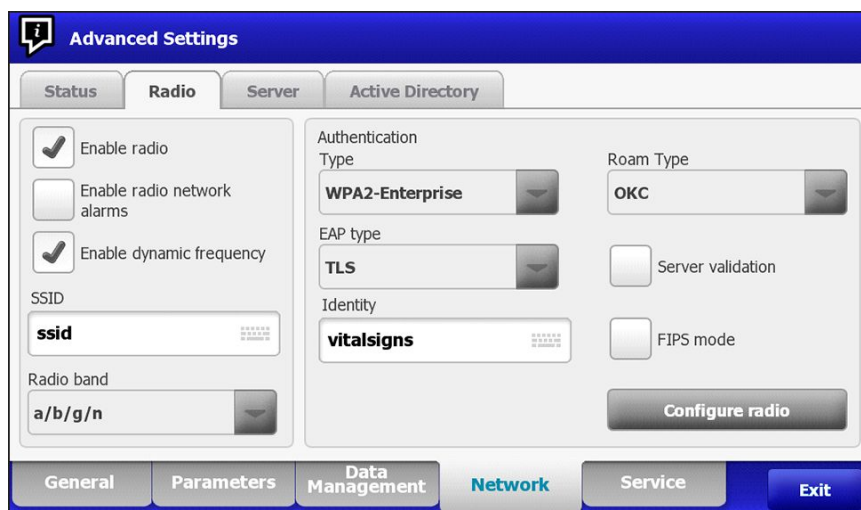 Advanced Settings
Status
Radio
Server
Active Directory
Enable radio
Enable radio network
alarms
Enable dynamic frequency
SSID
ssid
Radio band
a/b/g/n
Authentication
Type
WPA2-Enterprise
EAP type
TLS
Identity
vitalsigns
Roam Type
OKC
Server validation
FIPS mode
Configure radio
General
Parameters
Data
Management
Network
Service
Exit